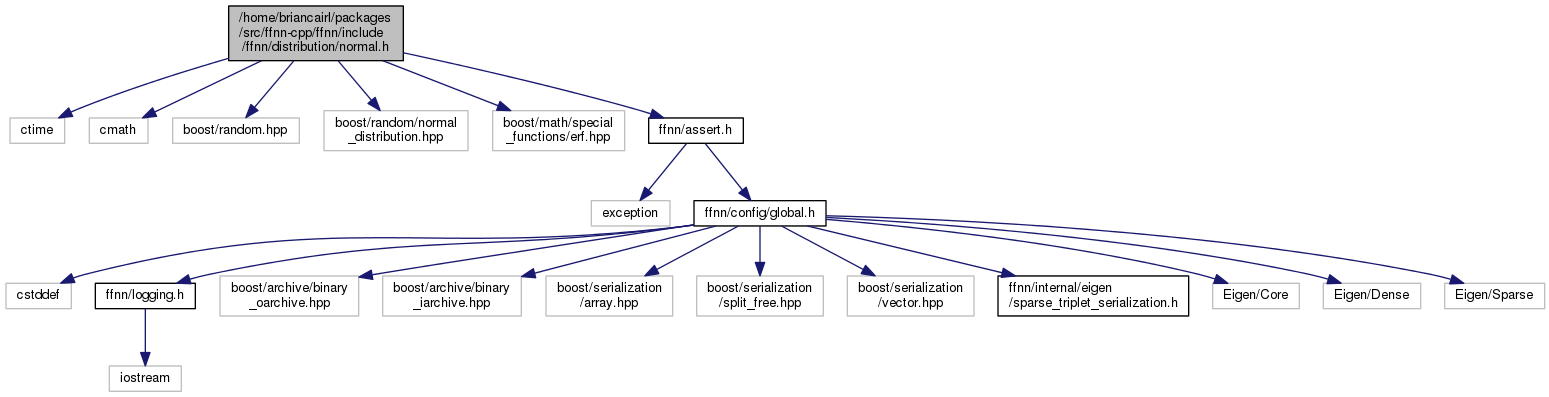 /home/briancairl/packages
/src/ffnn-cpp/ffnn/include
/ffnn/distribution/normal.h
ctime
cmath
boost/random.hpp
boost/random/normal
_distribution.hpp
boost/math/special
_functions/erf.hpp
ffnn/assert.h
exception
ffnn/config/global.h
cstddef
ffnn/logging.h
boost/archive/binary
_oarchive.hpp
boost/archive/binary
_iarchive.hpp
boost/serialization
/array.hpp
boost/serialization
/split_free.hpp
boost/serialization
/vector.hpp
ffnn/internal/eigen
/sparse_triplet_serialization.h
Eigen/Core
Eigen/Dense
Eigen/Sparse
iostream